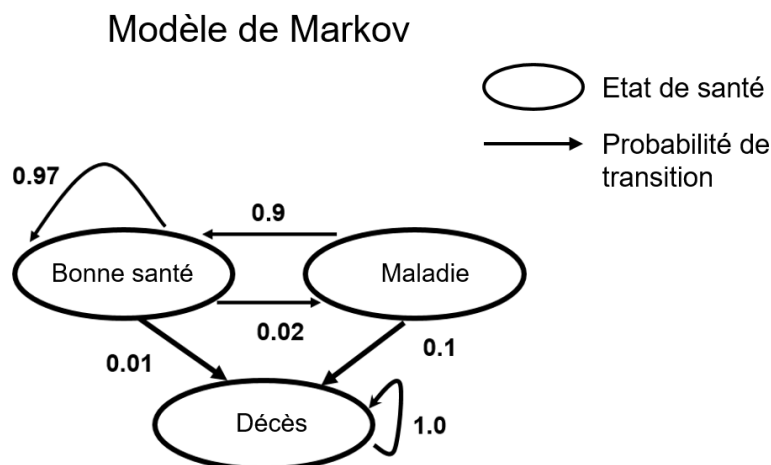 Modèle de Markov
Etat de santé
Probabilité de
transition
0.97
0.9
Bonne santé
Maladie
0.02
0.01
0.1
Décès
1.0